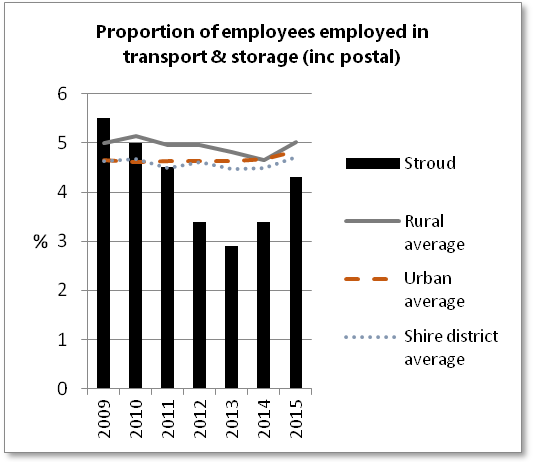 Proportion of employees employed in
transport & storage (inc postal)
6
5
4
3
2
1
0
%
2009
2010
2011
2012
2013
2014
2015
Stroud
Rural
average
Urban
average
Shire district
average